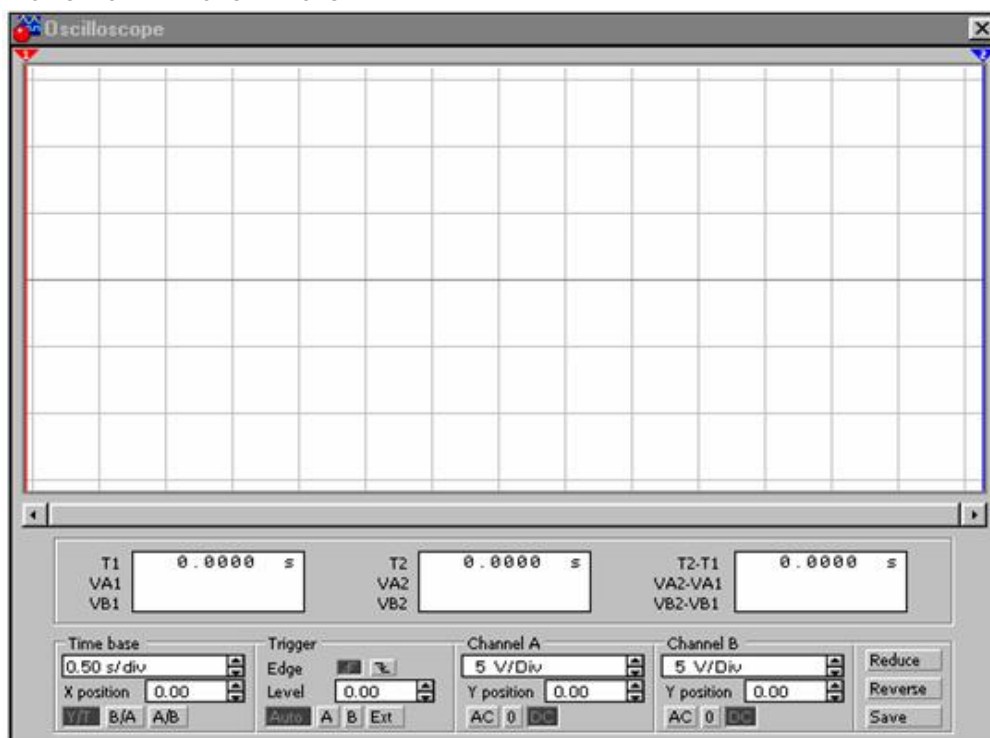 Oscilloscope
1 2
T1 0.0000 s T2 0.0000 s T2-T1 0.0000 s
VA1 VA2 VA2-VA1
VB1 VB2 VB2-VB1
Time base Trigger Channel A Channel B
0.50 s/div Edge 5 V/Div 5 V/Div Reduce
X position 0.00 Level 0.00 Y position 0.00 Y position 0.00 Reverse
Y/T B/A A/B Auto A B Ext AC 0 DC AC 0 DC Save